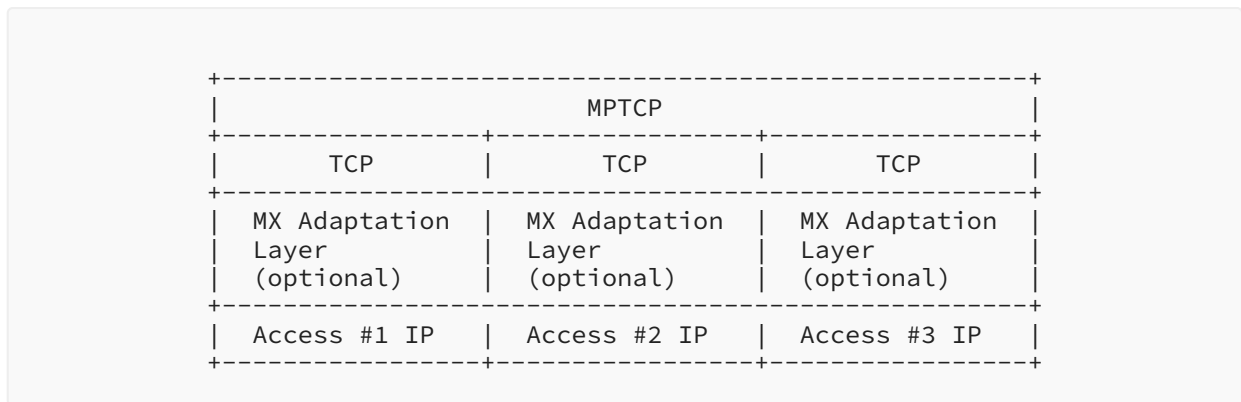 +-----------------------------------------------------+
|                        MPTCP                        |
+-----------------+-----------------+-----------------+
|       TCP       |       TCP       |       TCP       |
+-----------------------------------------------------+
|  MX Adaptation  |  MX Adaptation  |  MX Adaptation  |
|  Layer          |  Layer          |  Layer          |
|  (optional)     |  (optional)     |  (optional)     |
+-----------------------------------------------------+
|  Access #1 IP   |  Access #2 IP   |  Access #3 IP   |
+-----------------+-----------------+-----------------+